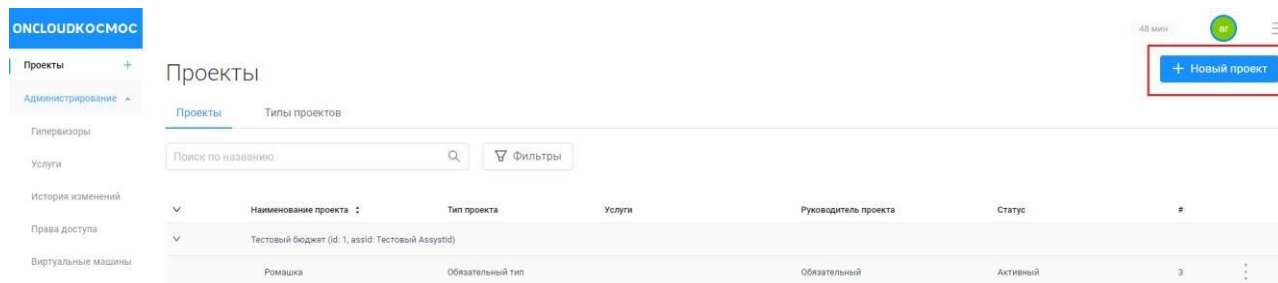 ONCLOUDКОСМОС
48 мин
аг
Проекты +
Проекты
+ Новый проект
Администрирование
Проекты Типы проектов
Гипервизоры
Поиск по названию Фильтры
Услуги
История изменений
Наименование проекта Тип проекта Услуги Руководитель проекта Статус #
Права доступа
Тестовый бюджет (id: 1, assId: Тестовый AssystId)
Виртуальные машины
Ромашка Обязательный тип Обязательный Активный 3